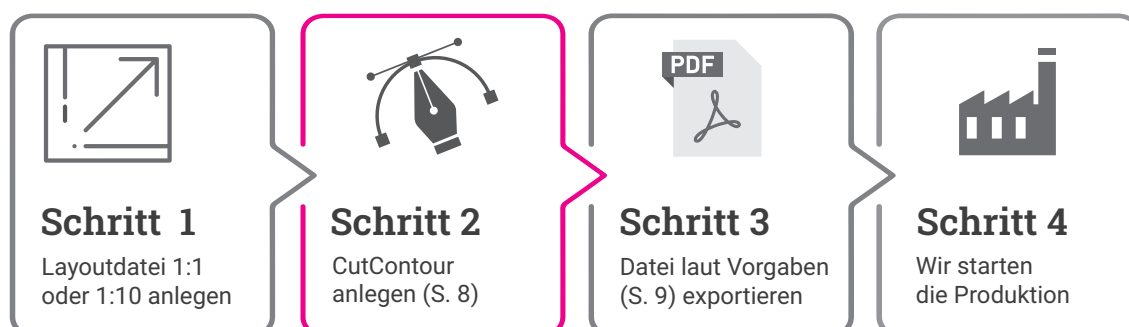 Schritt 1
Layoutdatei 1:1
oder 1:10 anlegen
Schritt 2
CutContour
anlegen (S. 8)
PDF
Schritt 3
Datei laut Vorgaben
(S. 9) exportieren
Schritt 4
Wir starten
die Produktion